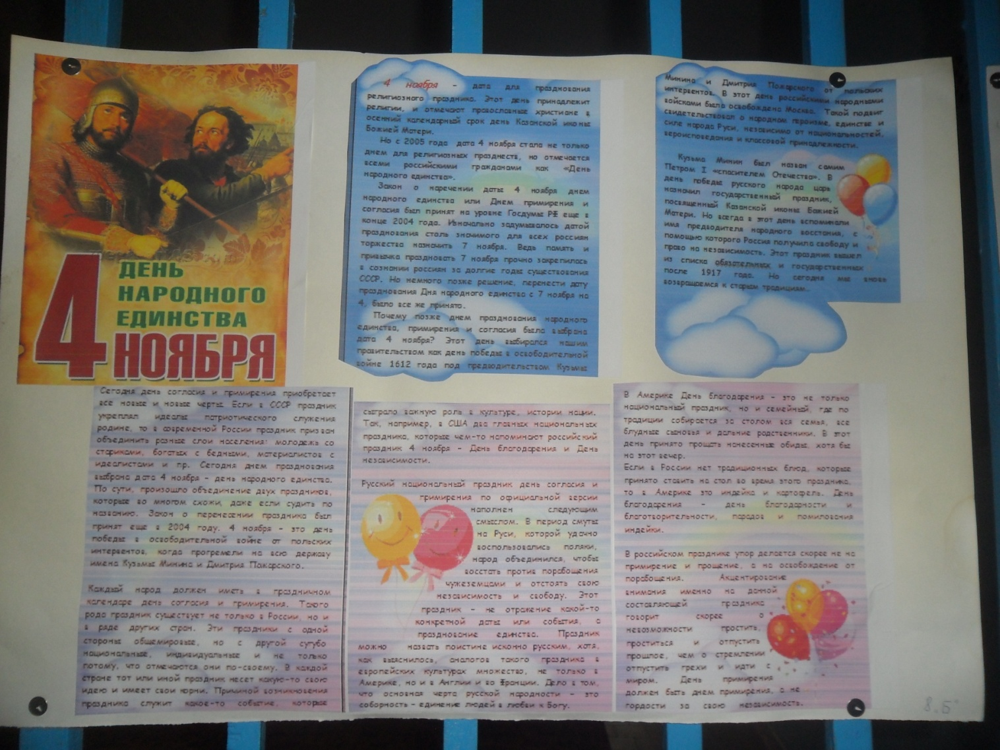 ДЕНЬ
НАРОДНОГО
ЕДИНСТВА
4 НОЯБРЯ
4 ноября - дата для празднования
религиозного праздника. Этот день принадлежит
религии, и отмечают православные христиане в
осенний календарный срок день Казанской иконы
Божией Матери.
Но с 2005 года дата 4 ноября стала не только
днем для религиозных празднеств, но отмечается
всеми российскими гражданами как «День
народного единства».
Закон о наречении даты 4 ноября днем
народного единства или Днем примирения и
согласия был принят на уровне Госдумы РФ еще в
конце 2004 года. Изначально задумывалось датой
празднования столь значимого для всех россиян
торжества назначить 7 ноября. Ведь память и
привычка праздновать 7 ноября прочно закрепилась
в сознании россиян за долгие годы существования
СССР. Но немного позже решение, перенести дату
празднования Дня народного единства с 7 ноября на
4, было все же принято.
Почему позже днем празднования народного
единства, примирения и согласия была выбрана
дата 4 ноября? Этот день выбирался нашим
правительством как день победы в освободительной
войне 1612 года под предводительством Кузьмы
Минина и Дмитрия Пожарского от польских
интервентов. В этот день российскими народными
войсками была освобождена Москва. Такой подвиг
свидетельствовал о народном героизме, единстве и
силе народа Руси, независимо от национальностей,
вероисповедания и классовой принадлежности.
Кузьма Минин был назван самим
Петром I «спасителем Отечества». В
день победы русского народа царь
назначил государственный праздник,
посвященный Казанской иконы Божией
Матери. Но всегда в этот день вспоминали
имя предводителя народного восстания, с
помощью которого Россия получила свободу и
право на независимость. Этот праздник вышел
из списка обязательных и государственных
после 1917 года. Но сегодня мы вновь
возвращаемся к старым традициям.
Сегодня день согласия и примирения приобретает
все новые и новые черты. Если в СССР праздник
укреплял идеалы патриотического служения
родине, то в современной России праздник призван
объединить разные слои населения: молодежь со
стариками, богатых с бедными, материалистов с
идеалистами и пр. Сегодня днем празднования
выбрана дата 4 ноября - день народного единства.
По сути, произошло объединение двух праздников,
которые во многом схожи, даже если судить по
названию. Закон о перенесении праздника был
принят еще в 2004 году. 4 ноября - это день
победы в освободительной войне от польских
интервентов, когда прогремели на всю державу
имена Кузьмы Минина и Дмитрия Пожарского.
Каждый народ должен иметь в праздничном
календаре день согласия и примирения. Такого
рода праздник существует не только в России, но и
в ряде других стран. Эти праздники с одной
стороны общемировые, но с другой сугубо
национальные, индивидуальные и не только
потому, что отмечаются они по-своему. В каждой
стране тот или иной праздник несет какую-то свою
идею и имеет свои корни. Причиной возникновения
праздника служит какое-то событие, которые
сыграло важную роль в культуре, истории нации.
Так, например, в США два главных национальных
праздника, которые чем-то напоминают российский
праздник 4 ноября - День благодарения и День
независимости.
Русский национальный праздник день согласия и
примирения по официальной версии
наполнен следующим
смыслом. В период смуты
на Руси, которой удачно
воспользовались поляки,
народ объединился, чтобы
восстать против порабощения
чужеземцами и отстоять свою
независимость и свободу. Этот
праздник - не отражение какой-то
конкретной даты или события, а
празднование единства. Праздник
можно назвать поистине исконно русским, хотя,
как выяснилось, аналогов такого праздника в
европейских культурах множество, не только в
Америке, но и в Англии и во Франции. Дело в том,
что основная черта русской народности - это
соборность - единение людей в любви к Богу.
В Америке День благодарения - это не только
национальный праздник, но и семейный, где по
традиции собирается за столом вся семья, все
блудные сыновья и дальние родственники. В этот
день принято прощать нанесенные обиды, хотя бы
на этот вечер.
Если в России нет традиционных блюд, которые
принято ставить на стол во время этого праздника,
то в Америке это индейка и картофель. День
благодарения - день благодарности и
благотворительности, парадов и помилования
индейки.
В российском празднике упор делается скорее не на
примирение и прощение, а на освобождение от
порабощения. Акцентирование
внимания именно на данной
составляющей праздника
говорит скорее о
невозможности простить,
проститься и отпустить
прошлое, чем о стремлении
отпустить грехи и идти с
миром. День примирения
должен быть днем примирения, а не
гордости за свою независимость.
8.Б